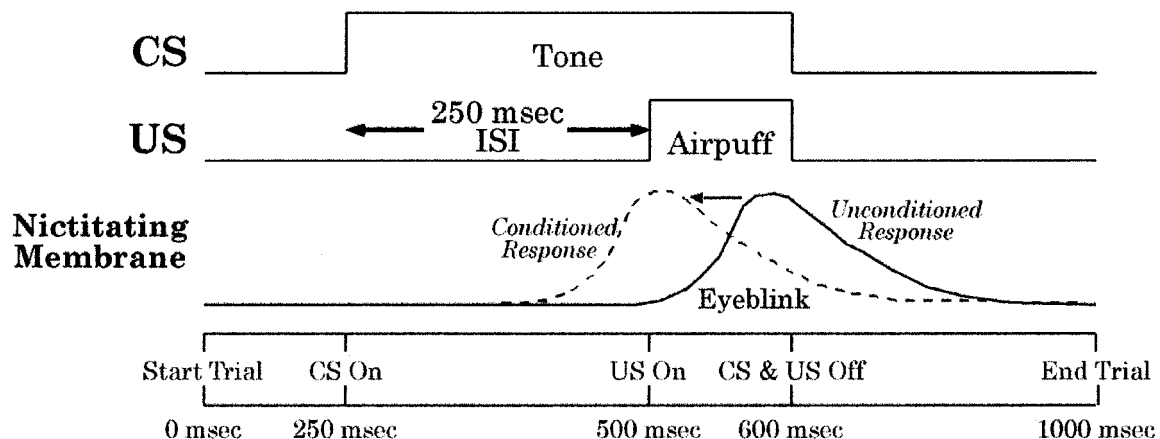 CS
Tone
250 msec
ISI
US
Airpuff
Nictitating
Membrane
Conditioned,
Response
Unconditioned
Response
Eyeblink
Start Trial CS On US On CS & US Off End Trial
0 msec 250 msec 500 msec 600 msec 1000 msec